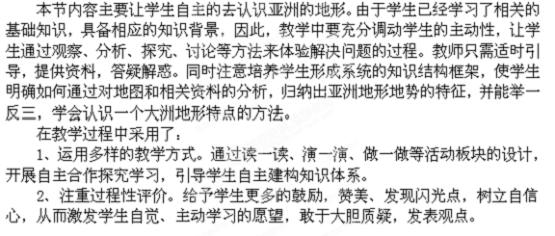 本节内容主要让学生自主的去认识亚洲的地形。由于学生已经学习了相关的
基础知识，具备相应的知识背景，因此，教学中要充分调动学生的主动性，让学
生通过观察、分析、探究、讨论等方法来体验解决问题的过程。教师只需适时引
导，提供资料，答疑解惑。同时注意培养学生形成系统的知识结构框架，使学生
明确如何通过对地图和相关资料的分析，归纳出亚洲地形地势的特征，并能举一
反三，学会认识一个大洲地形特点的方法。
在教学过程中采用了：
1、运用多样的教学方式。通过读一读、演一演、做一做等活动板块的设计，
开展自主合作探究学习，引导学生自主建构知识体系。
2、注重过程性评价。给予学生更多的鼓励，赞美、发现闪光点，树立自信
心，从而激发学生自觉、主动学习的愿望，敢于大胆质疑，发表观点。